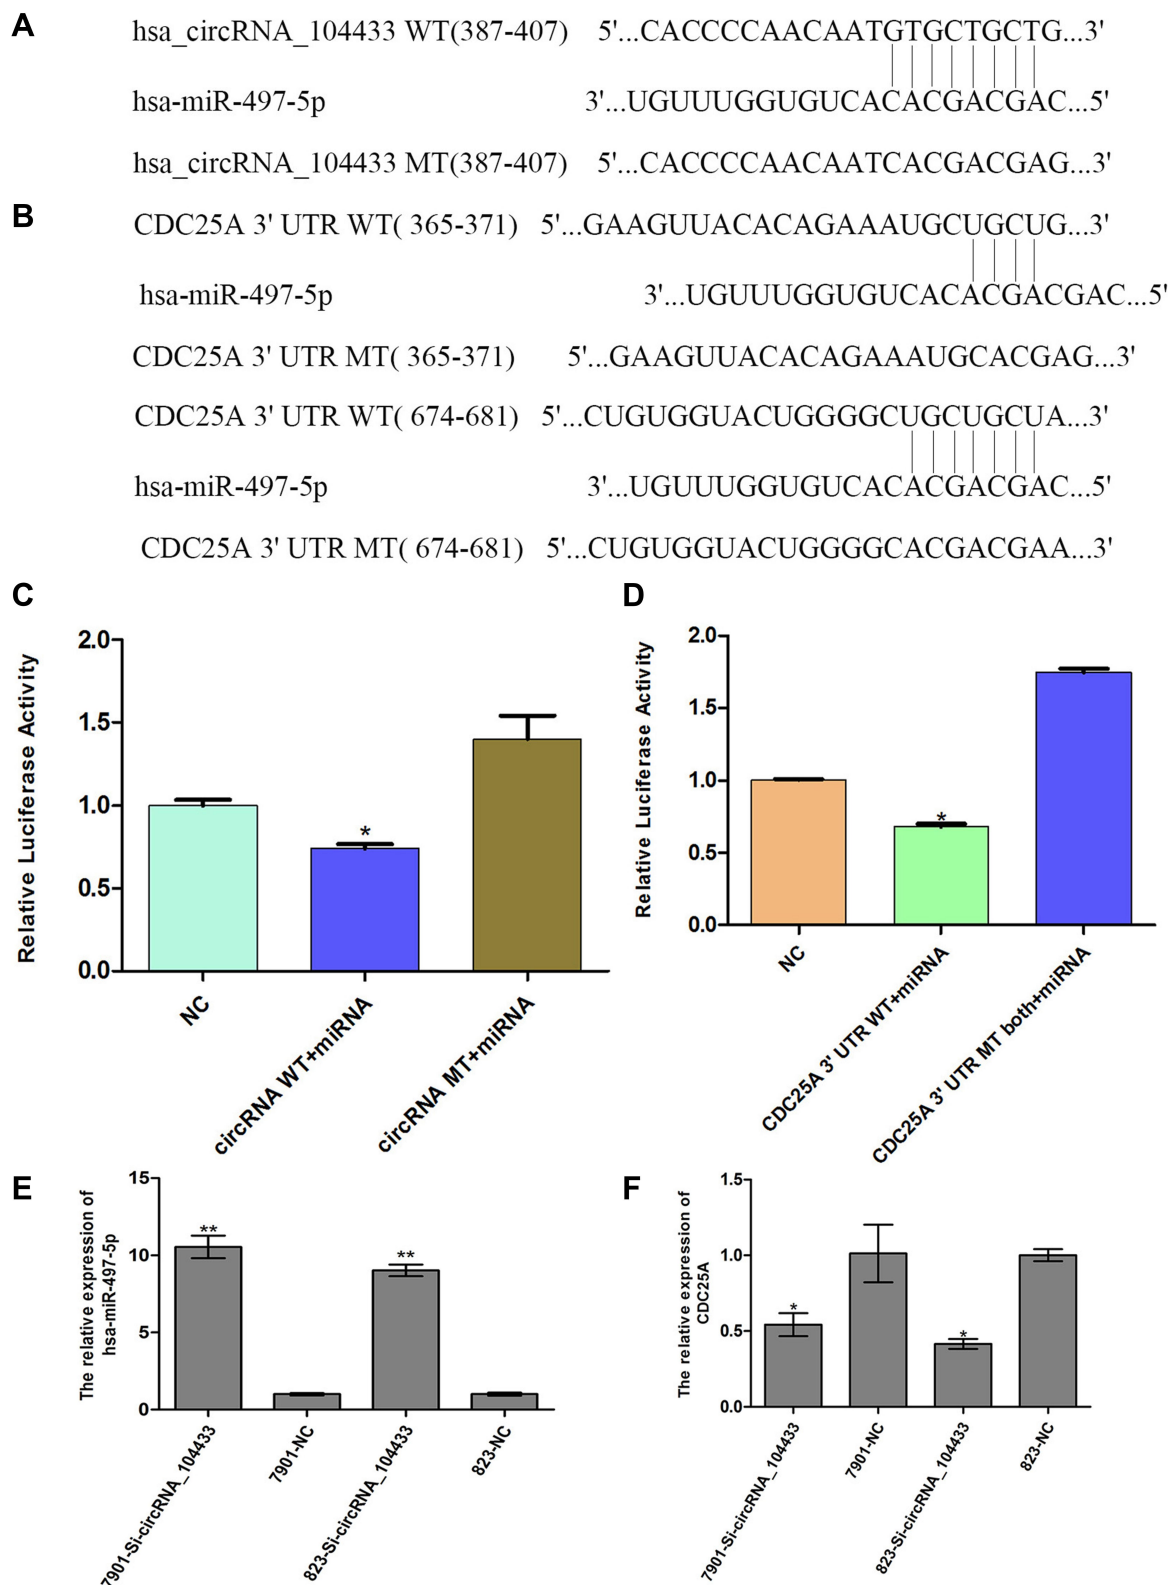 A
hsa_circRNA_104433 WT(387-407) 5'...CACCCCAACAATGTGCTGCTG...3'
hsa-miR-497-5p 3'...UGUUUGGUGUCACACGACGAC...5'
hsa_circRNA_104433 MT(387-407) 5'...CACCCCAACAATCACGACGAG...3'
B
CDC25A 3' UTR WT( 365-371) 5'...GAAGUUACACAGAAAUGCUGCUG...3'
hsa-miR-497-5p 3'...UGUUUGGUGUCACACGACGAC...5'
CDC25A 3' UTR MT( 365-371) 5'...GAAGUUACACAGAAAUGCACGAG...3'
CDC25A 3' UTR WT( 674-681) 5'...CUGUGGUACUGGGGCUGCUGCUA...3'
hsa-miR-497-5p 3'...UGUUUGGUGUCACACGACGAC...5'
CDC25A 3' UTR MT( 674-681) 5'...CUGUGGUACUGGGGCACGACGAA...3'
C
Relative Luciferase Activity
2.0
1.5
1.0
0.5
0.0
*
NC
circRNA WT+miRNA
circRNA MT+miRNA
D
Relative Luciferase Activity
2.0
1.5
1.0
0.5
0.0
*
NC
CDC25A 3' UTR WT+miRNA
CDC25A 3' UTR MT both+miRNA
E
The relative expression of
hsa-miR-497-5p
15
10
5
0
**
**
7901-Si-circRNA_104433
7901-NC
823-Si-circRNA_104433
823-NC
F
The relative expression of
CDC25A
1.5
1.0
0.5
0.0
*
*
7901-Si-circRNA_104433
7901-NC
823-Si-circRNA_104433
823-NC